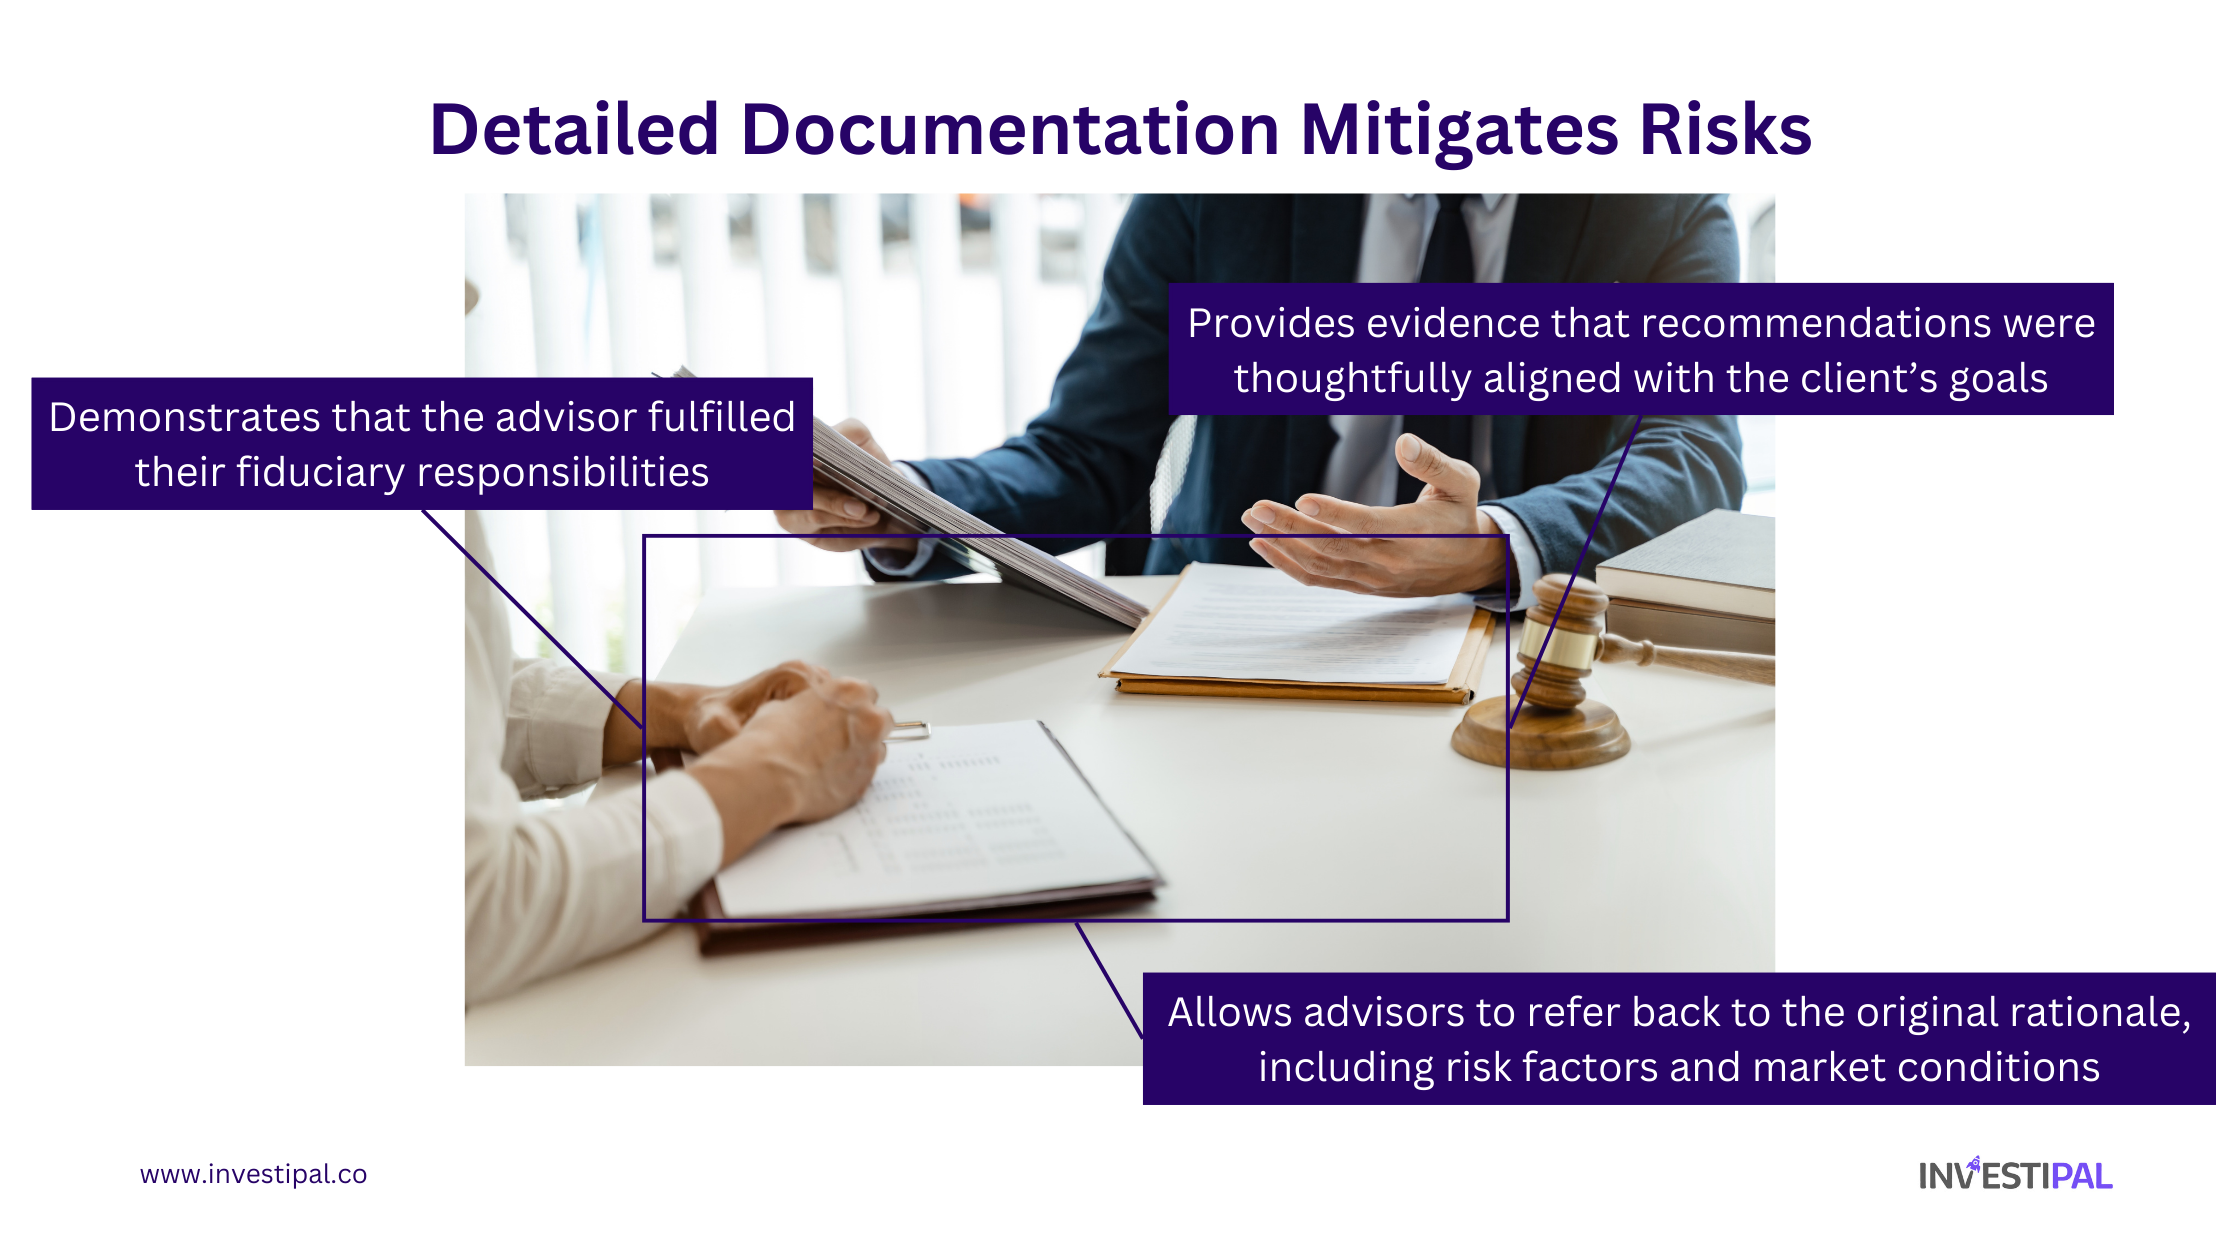 Detailed Documentation Mitigates Risks
Provides evidence that recommendations were
thoughtfully aligned with the client’s goals
Demonstrates that the advisor fulfilled
their fiduciary responsibilities
Allows advisors to refer back to the original rationale,
including risk factors and market conditions
www.investipal.co
INVESTIPAL